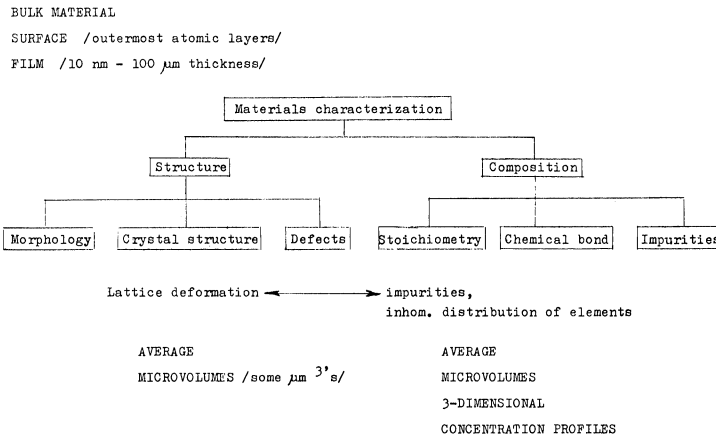 BULK MATERIAL
SURFACE /outermost atomic layers/
FILM /10 nm - 100 μm thickness/
Materials characterization
Structure
Composition
Morphology
Crystal structure
Defects
Stoichiometry
Chemical bond
Impurities
Lattice deformation
impurities,
inhom. distribution of elements
AVERAGE
MICROVOLUMES /some μm 3's/
AVERAGE
MICROVOLUMES
3-DIMENSIONAL
CONCENTRATION PROFILES